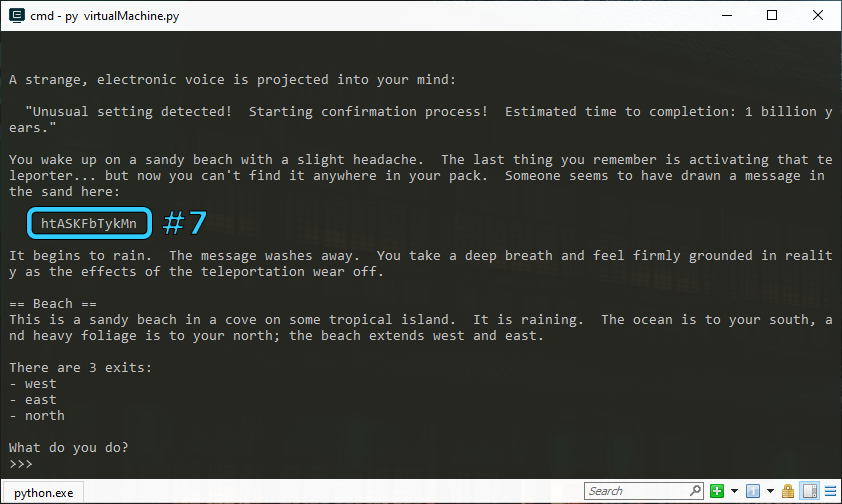 cmd - py  virtualMachine.py
A strange, electronic voice is projected into your mind:
  "Unusual setting detected!  Starting confirmation process!  Estimated time to completion: 1 billion y
ears."
You wake up on a sandy beach with a slight headache.  The last thing you remember is activating that te
leporter... but now you can't find it anywhere in your pack.  Someone seems to have drawn a message in
the sand here:
    htASKFbTykMn #7
It begins to rain.  The message washes away.  You take a deep breath and feel firmly grounded in realit
y as the effects of the teleportation wear off.
== Beach ==
This is a sandy beach in a cove on some tropical island.  It is raining.  The ocean is to your south, a
nd heavy foliage is to your north; the beach extends west and east.
There are 3 exits:
- west
- east
- north
What do you do?
>>>
python.exe Search